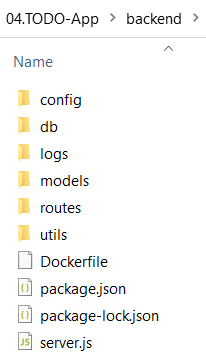 04.TODO-App > backend >
Name
config
db
logs
models
routes
utils
Dockerfile
package.json
package-lock.json
server.js